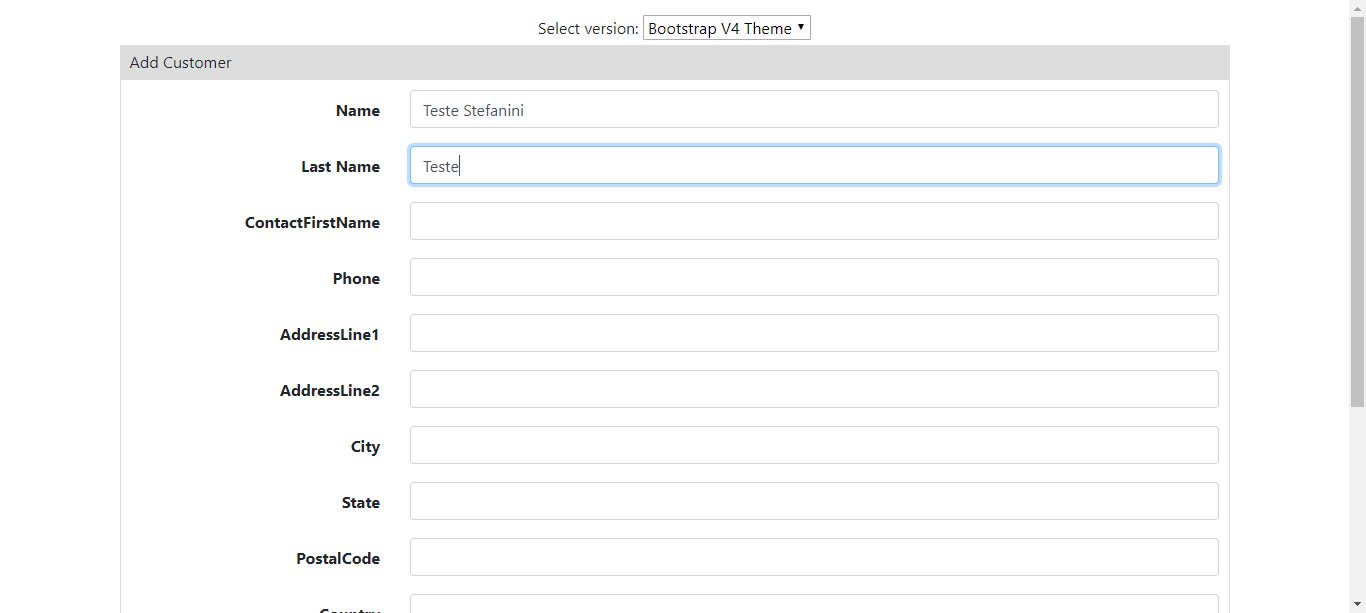 Select version: Bootstrap V4 Theme
Add Customer
Name Teste Stefanini
Last Name Teste
ContactFirstName
Phone
AddressLine1
AddressLine2
City
State
PostalCode
Country